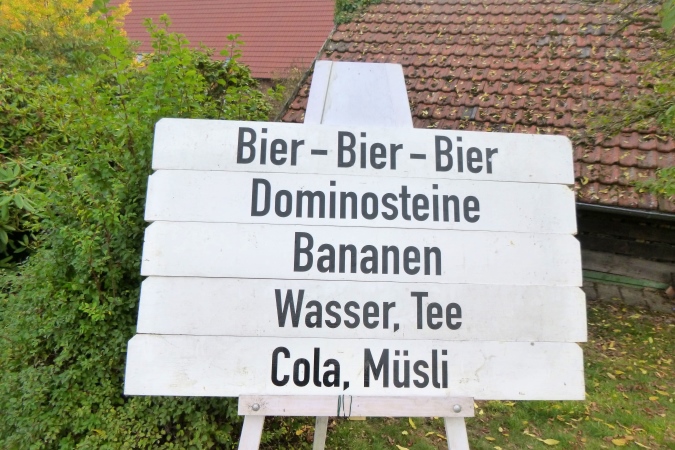 Bier – Bier – Bier
Dominosteine
Bananen
Wasser, Tee
Cola, Müsli